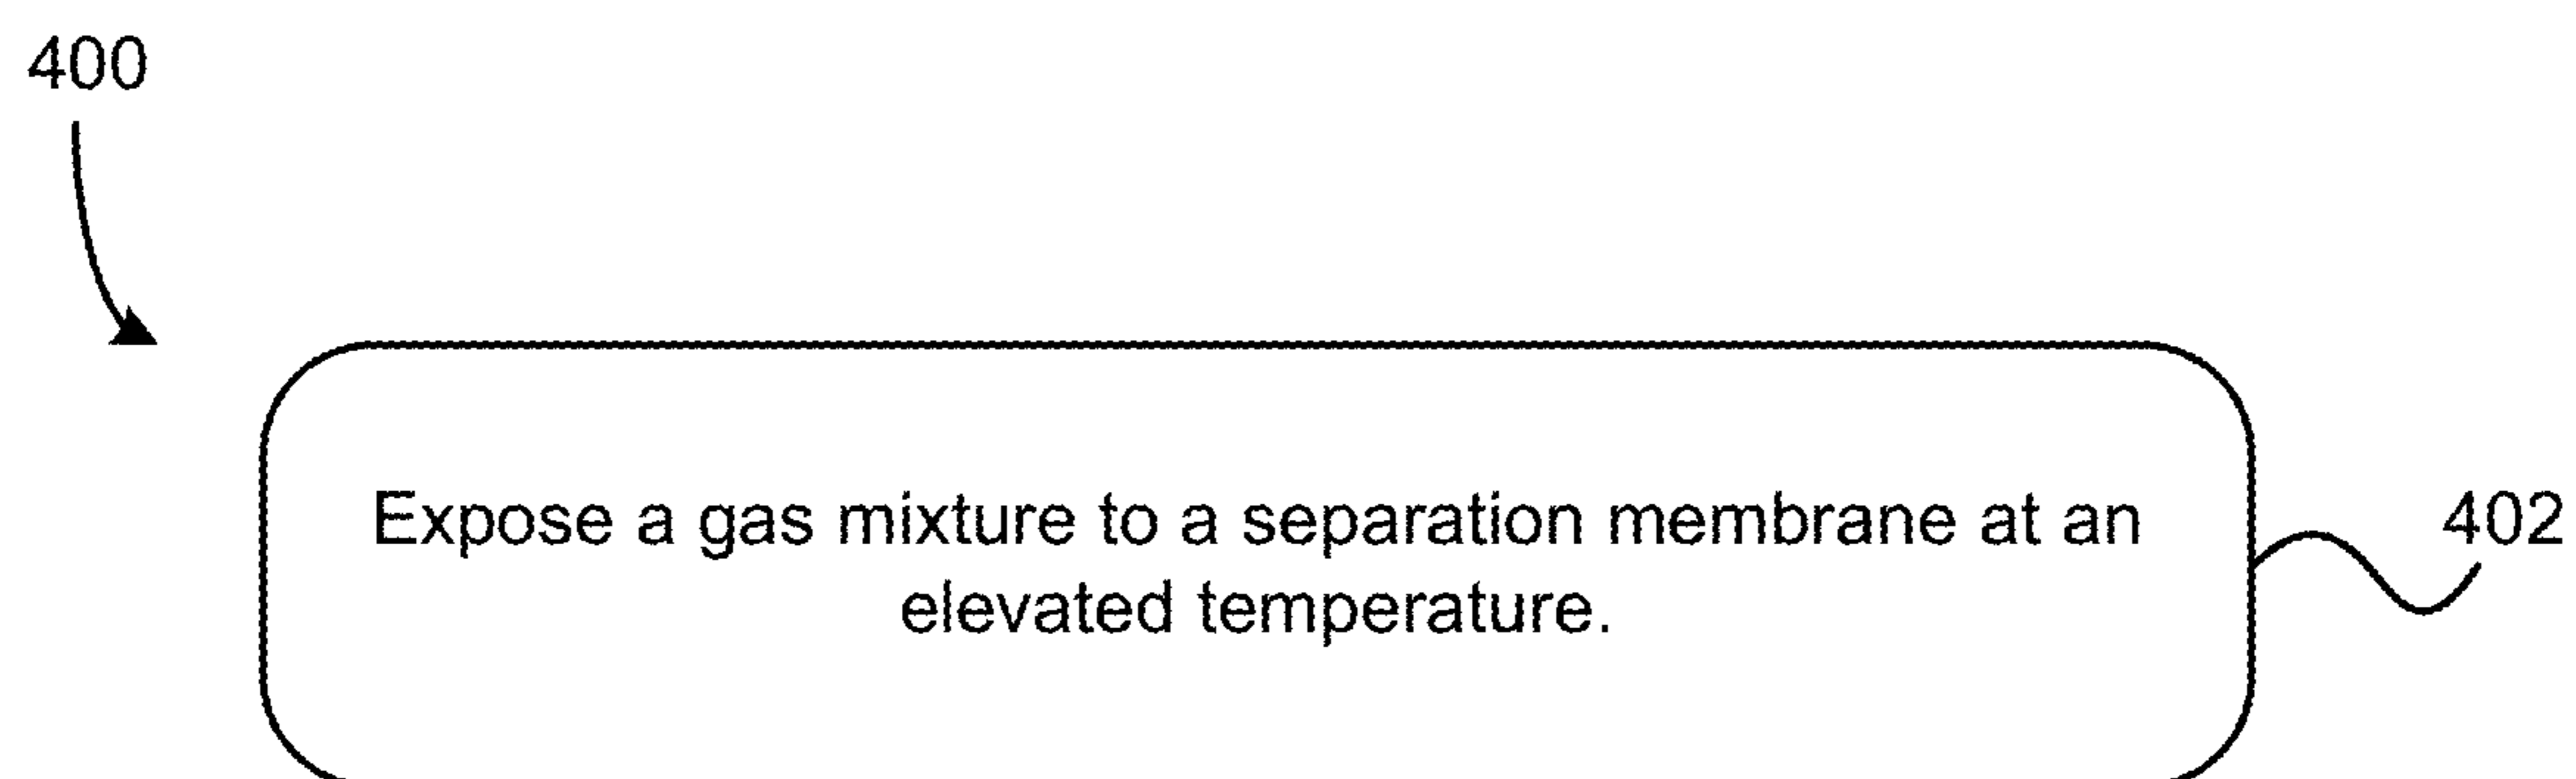 400
Expose a gas mixture to a separation membrane at an
402
elevated temperature.